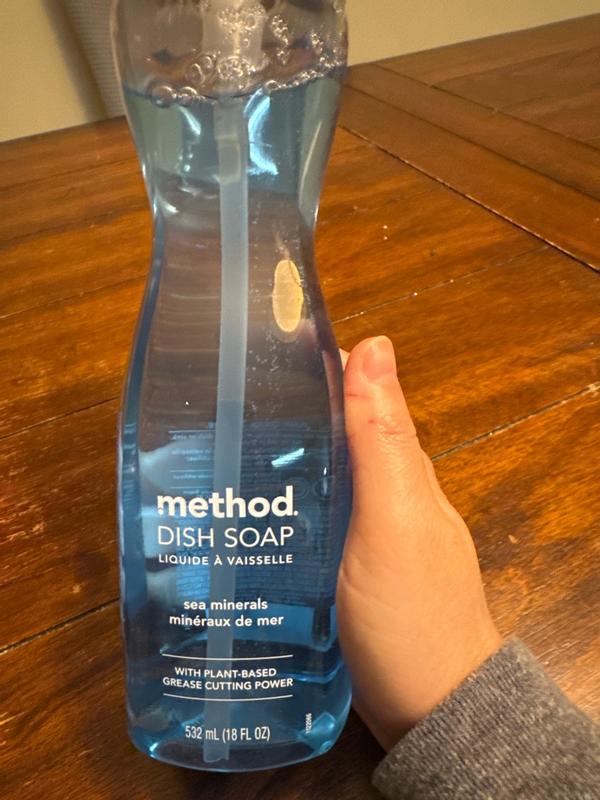 method.
DISH SOAP
LIQUIDE À VAISSELLE
sea minerals
minéraux de mer
WITH PLANT-BASED
GREASE CUTTING POWER
532 mL (18 FL OZ)